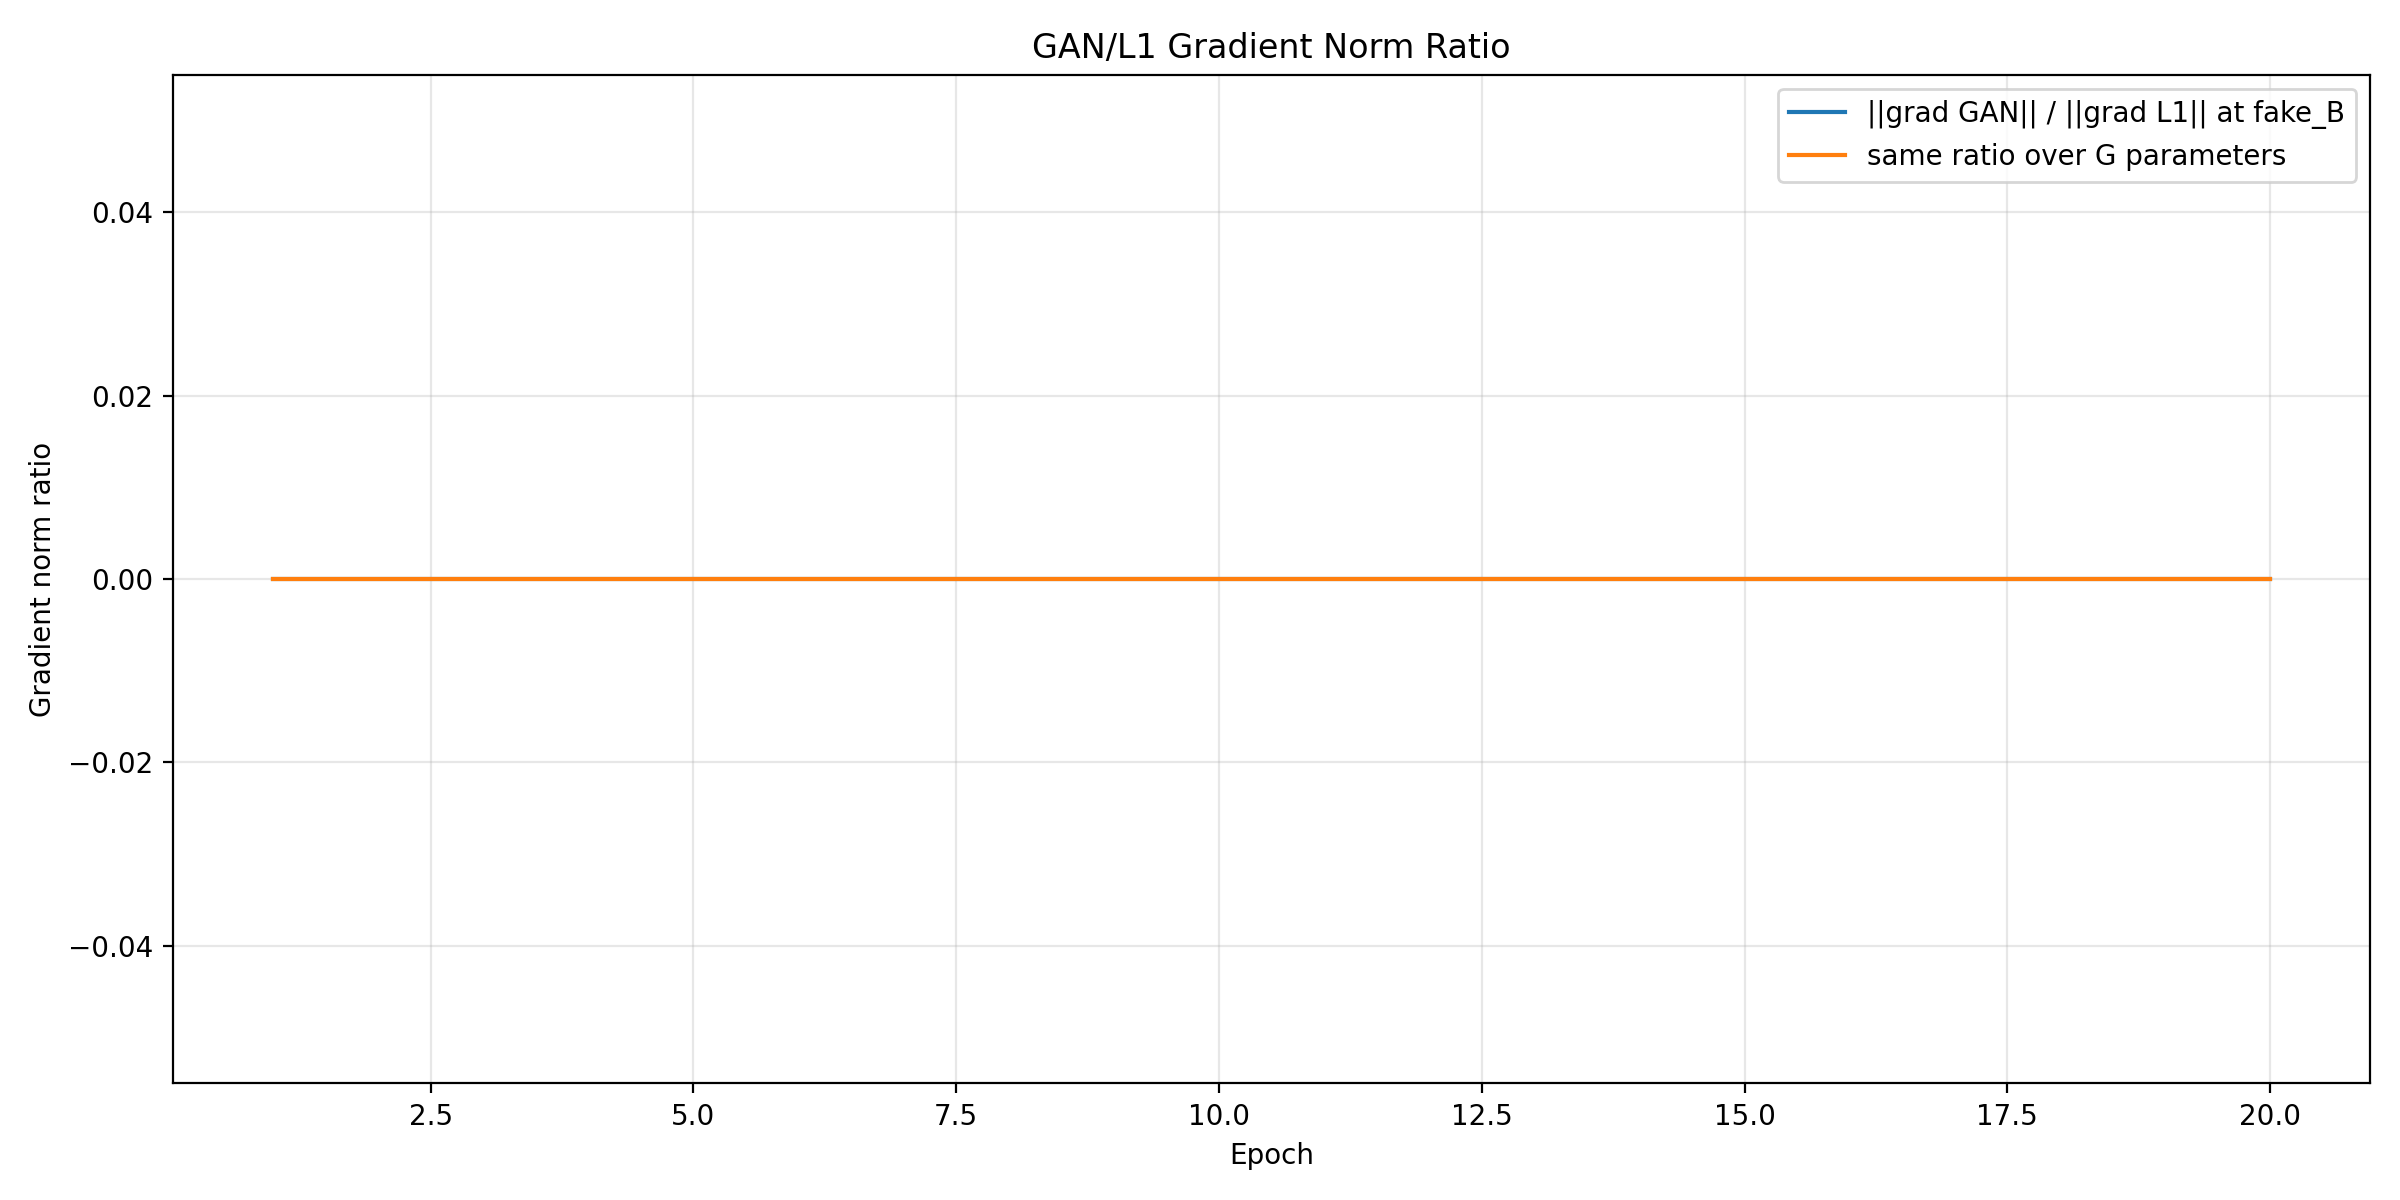 GAN/L1 Gradient Norm Ratio
||grad GAN|| / ||grad L1|| at fake_B
same ratio over G parameters
Gradient norm ratio
0.04
0.02
0.00
−0.02
−0.04
2.5 5.0 7.5 10.0 12.5 15.0 17.5 20.0
Epoch